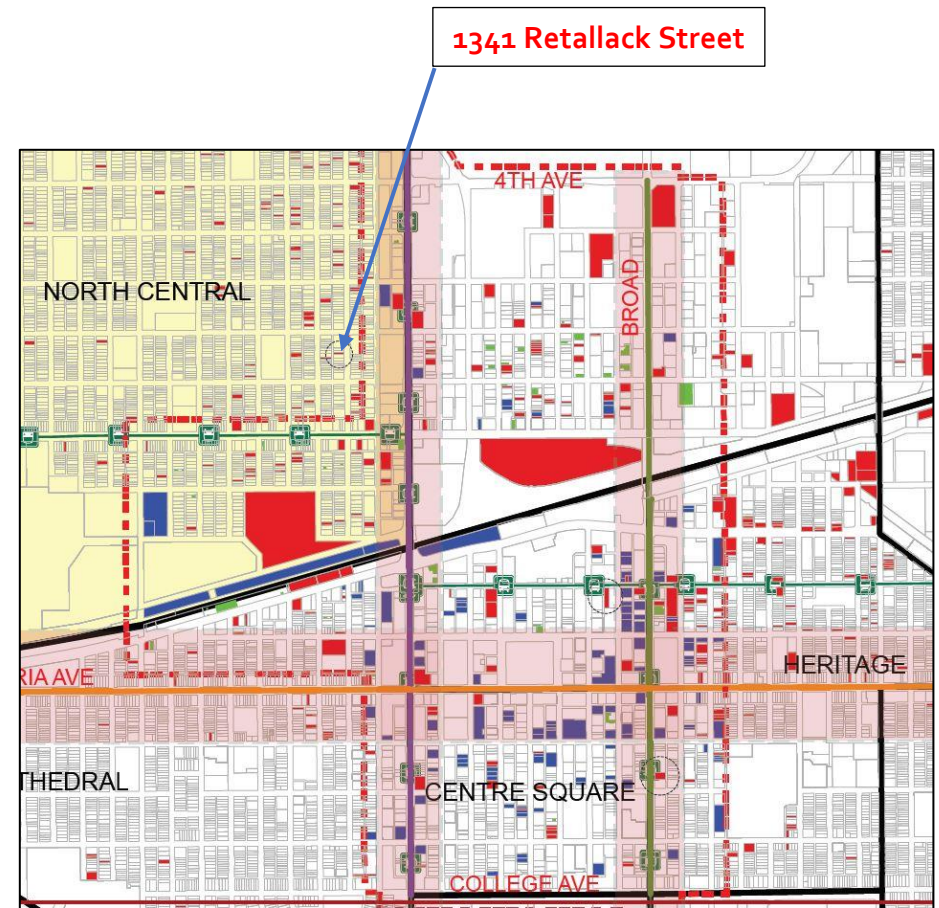 1341 Retallack Street
4TH AVE
BROAD
NORTH CENTRAL
RIA AVE
HERITAGE
THEDRAL
CENTRE SQUARE
COLLEGE AVE